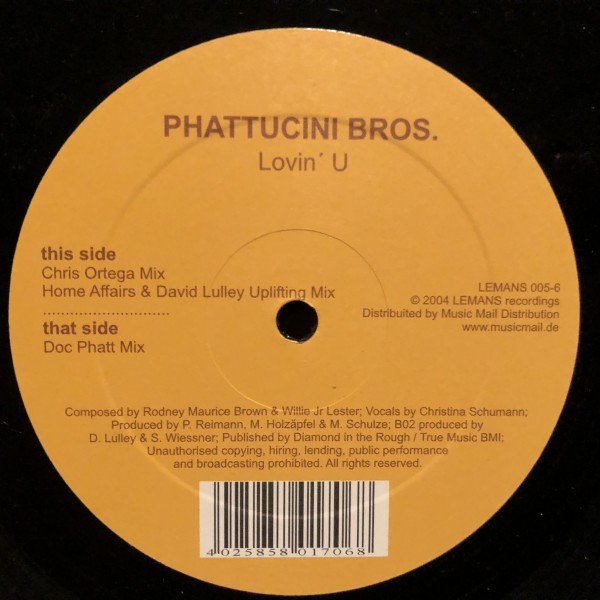 PHATTUCINI BROS.
Lovin´ U
this side
Chris Ortega Mix
Home Affairs & David Lulley Uplifting Mix
..............................
that side
Doc Phatt Mix
LEMANS 005-6
© 2004 LEMANS recordings
Distribuited by Music Mail Distribution
www.musicmail.de
Composed by Rodney Maurice Brown & Willie Jr Lester; Vocals by Christina Schumann;
Produced by P. Reimann, M. Holzäpfel & M. Schulze; B02 produced by
D. Lulley & S. Wiessner; Published by Diamond in the Rough / True Music BMI;
Unauthorised copying, hiring, lending, public performance
and broadcasting prohibited. All rights reserved.
4 025858 017068